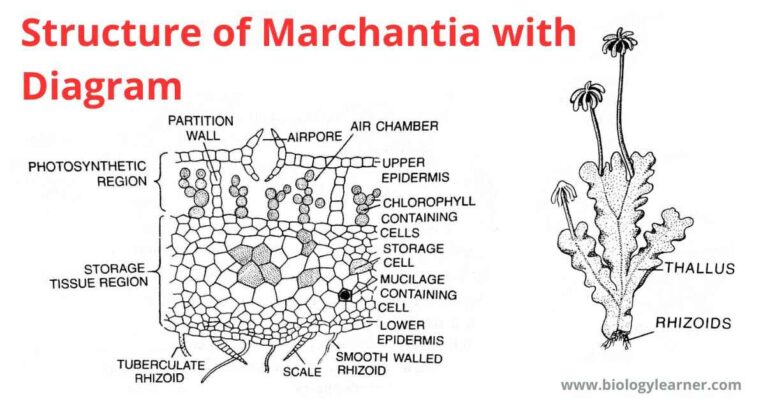 Structure of Marchantia with
Diagram
PARTITION
WALL
AIRPORE
AIR CHAMBER
PHOTOSYNTHETIC
REGION
UPPER
EPIDERMIS
CHLOROPHYLL
CONTAINING
CELLS
STORAGE
CELL
STORAGE
TISSUE REGION
MUCILAGE
CONTAINING
CELL
LOWER
EPIDERMIS
TUBERCULATE
RHIZOID
SCALE
SMOOTH WALLED
RHIZOID
THALLUS
RHIZOIDS
www.biologylearner.com